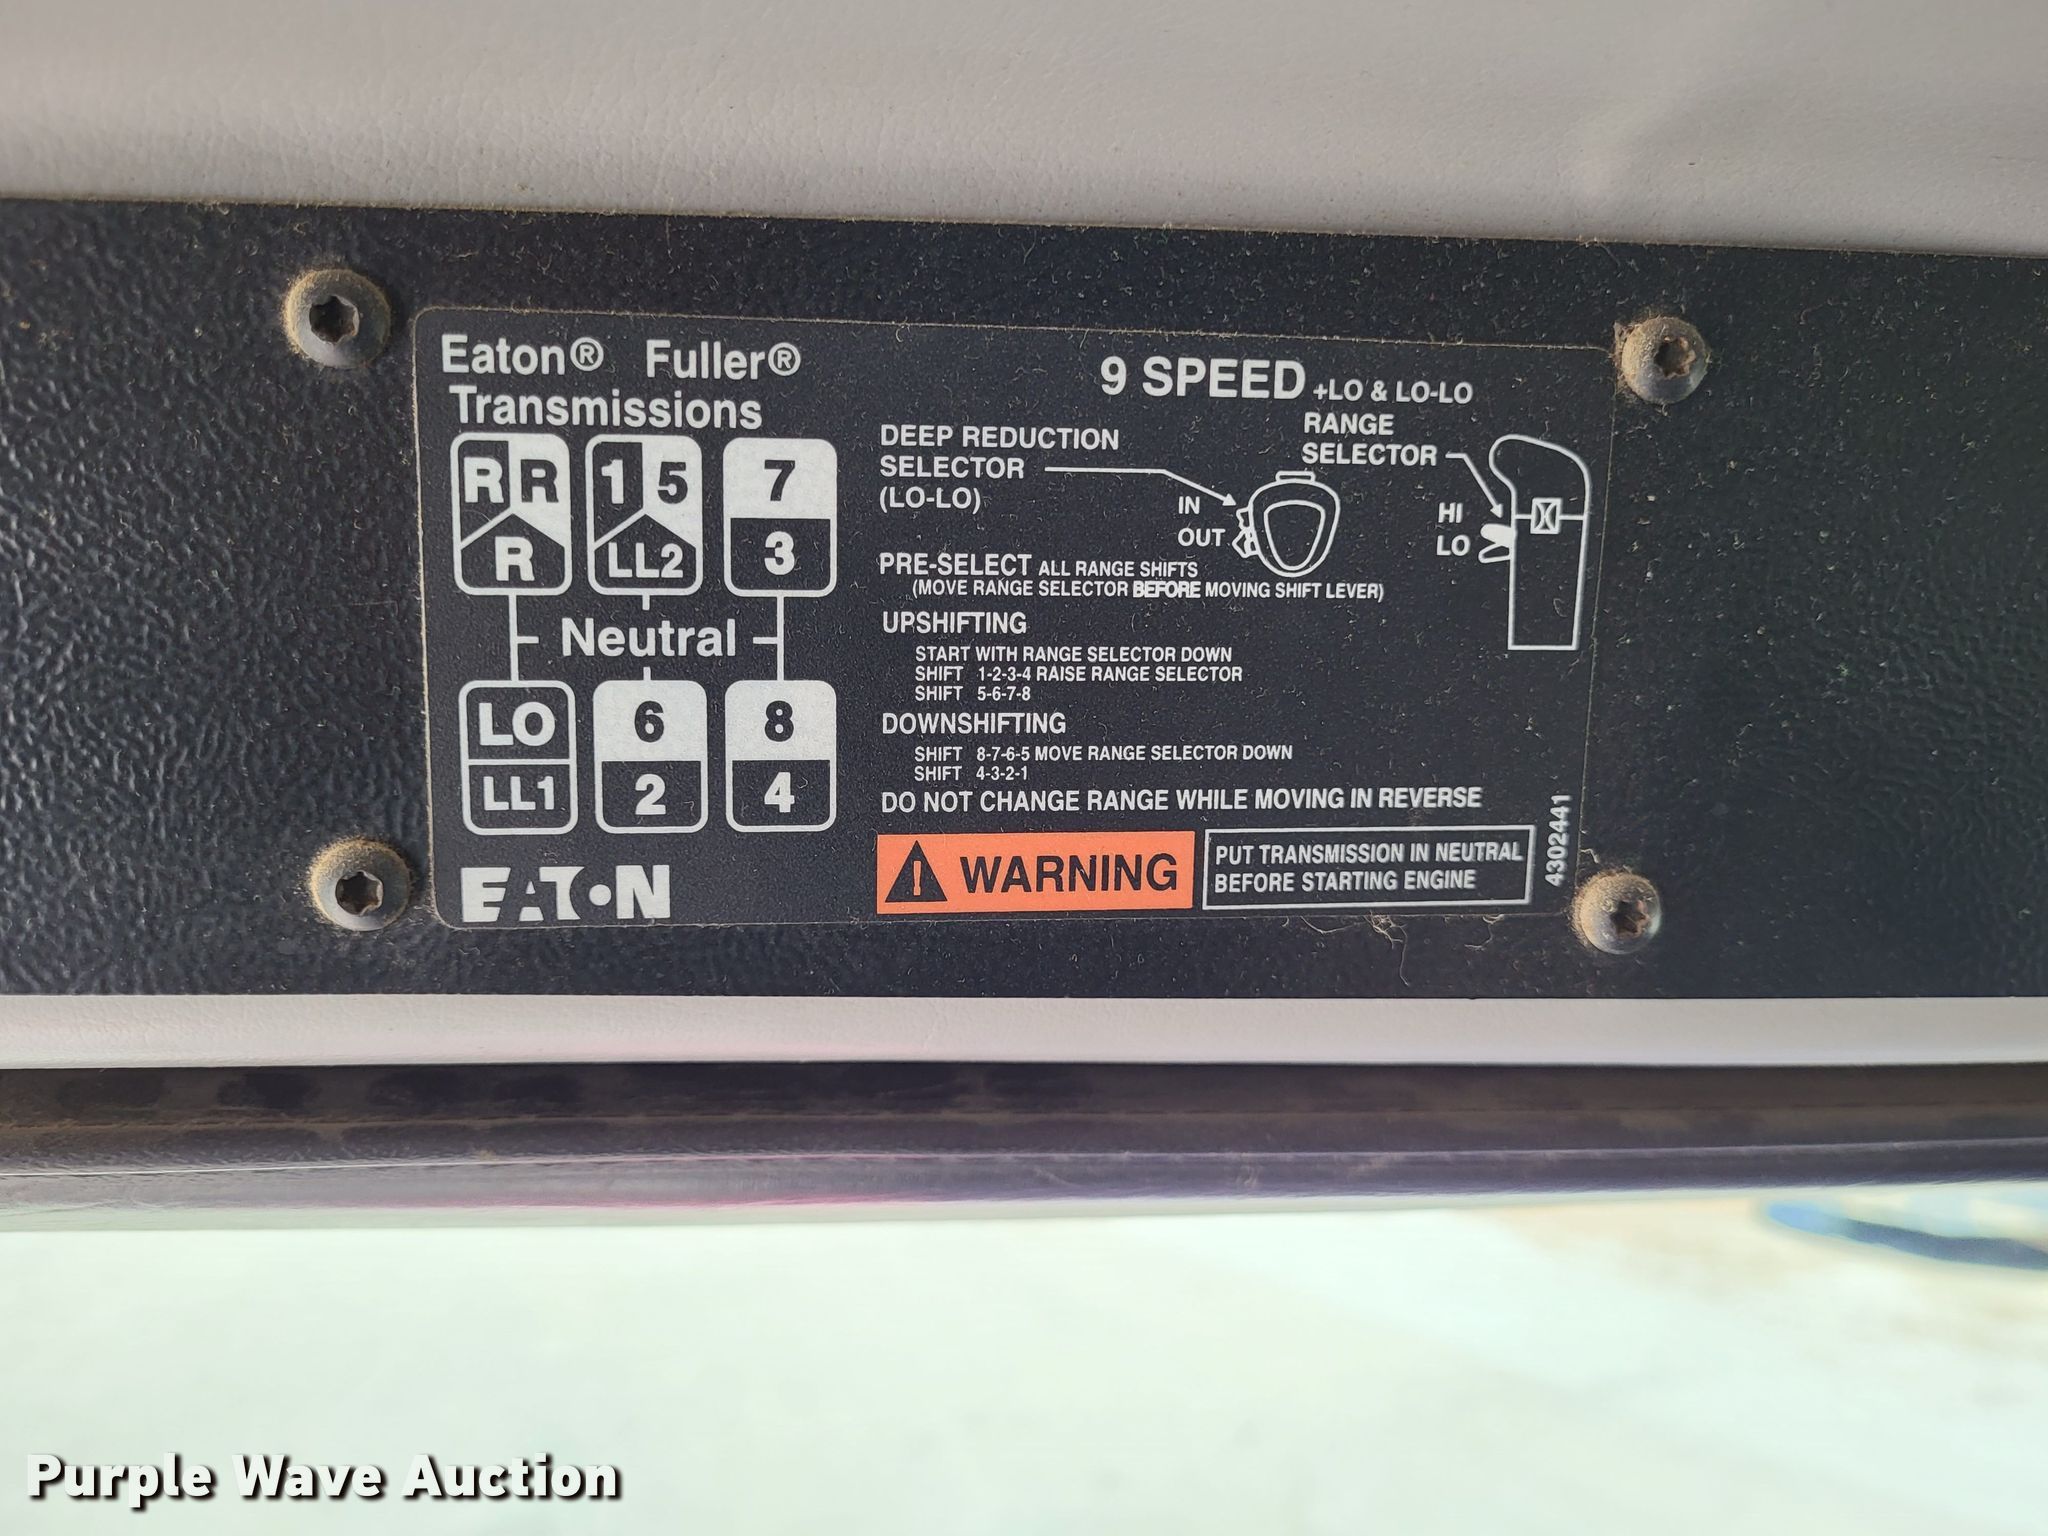 Eaton® Fuller®
Transmissions
9 SPEED +LO & LO-LO
R R
R
1 5
LL2
7
3
Neutral
LO
LL1
6
2
8
4
EATON
DEEP REDUCTION
SELECTOR
(LO-LO)
IN
OUT
RANGE
SELECTOR
HI
LO
PRE-SELECT ALL RANGE SHIFTS
(MOVE RANGE SELECTOR BEFORE MOVING SHIFT LEVER)
UPSHIFTING
START WITH RANGE SELECTOR DOWN
SHIFT 1-2-3-4 RAISE RANGE SELECTOR
SHIFT 5-6-7-8
DOWNSHIFTING
SHIFT 8-7-6-5 MOVE RANGE SELECTOR DOWN
SHIFT 4-3-2-1
DO NOT CHANGE RANGE WHILE MOVING IN REVERSE
WARNING
PUT TRANSMISSION IN NEUTRAL
BEFORE STARTING ENGINE
4302441
Purple Wave Auction